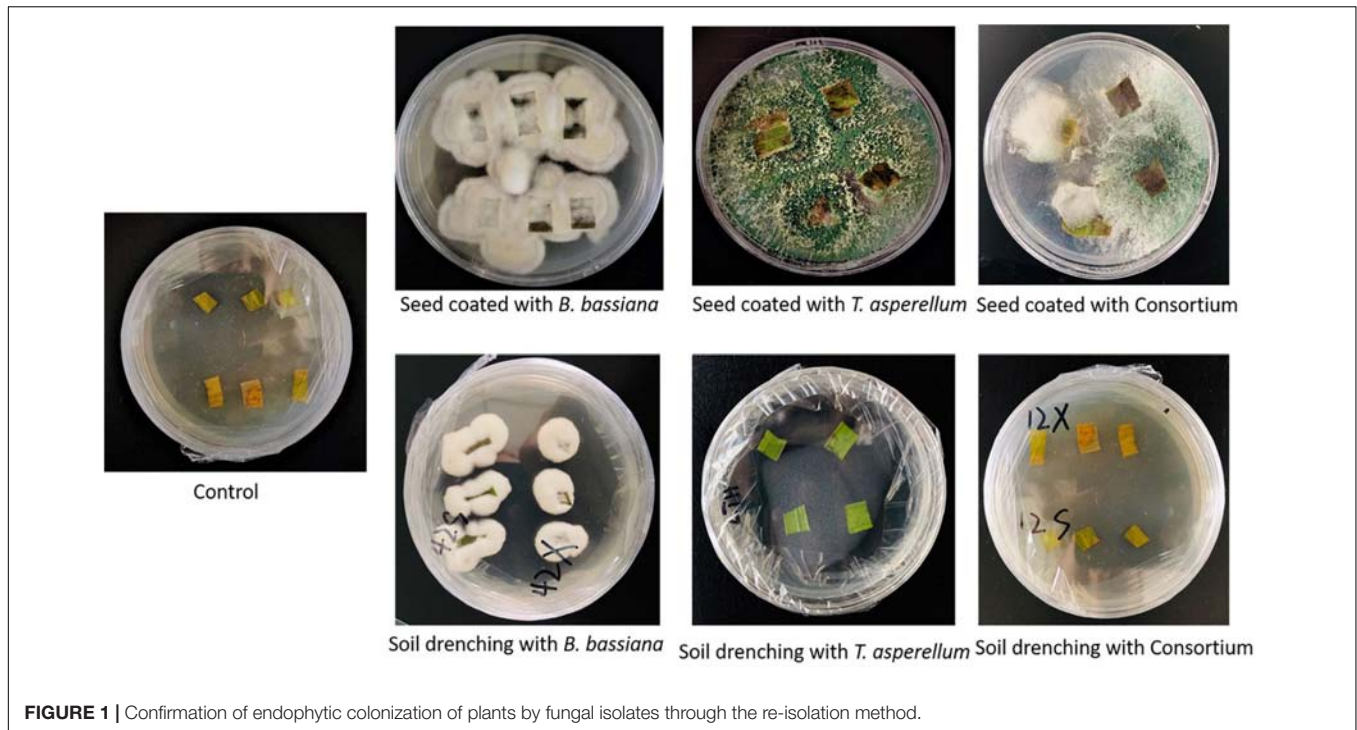 Seed coated with B. bassiana
Seed coated with T. asperellum
Seed coated with Consortium
Control
12X
12S
42S
42X
Soil drenching with B. bassiana
Soil drenching with T. asperellum
Soil drenching with Consortium
FIGURE 1 | Confirmation of endophytic colonization of plants by fungal isolates through the re-isolation method.